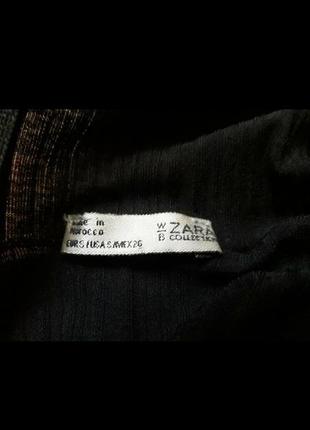 made in
Morocco
EUR S / USA S / MEX 26
W
B ZARA
COLLECTION